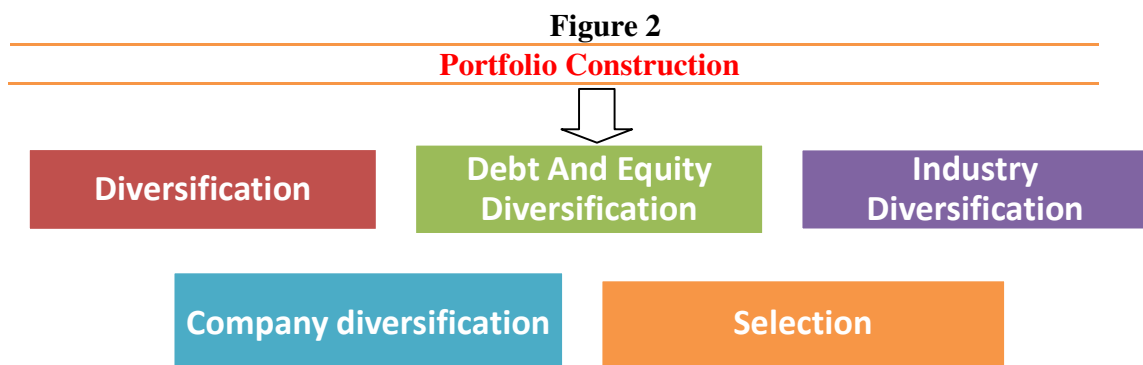 Figure 2
Portfolio Construction
Diversification
Debt And Equity
Diversification
Industry
Diversification
Company diversification
Selection